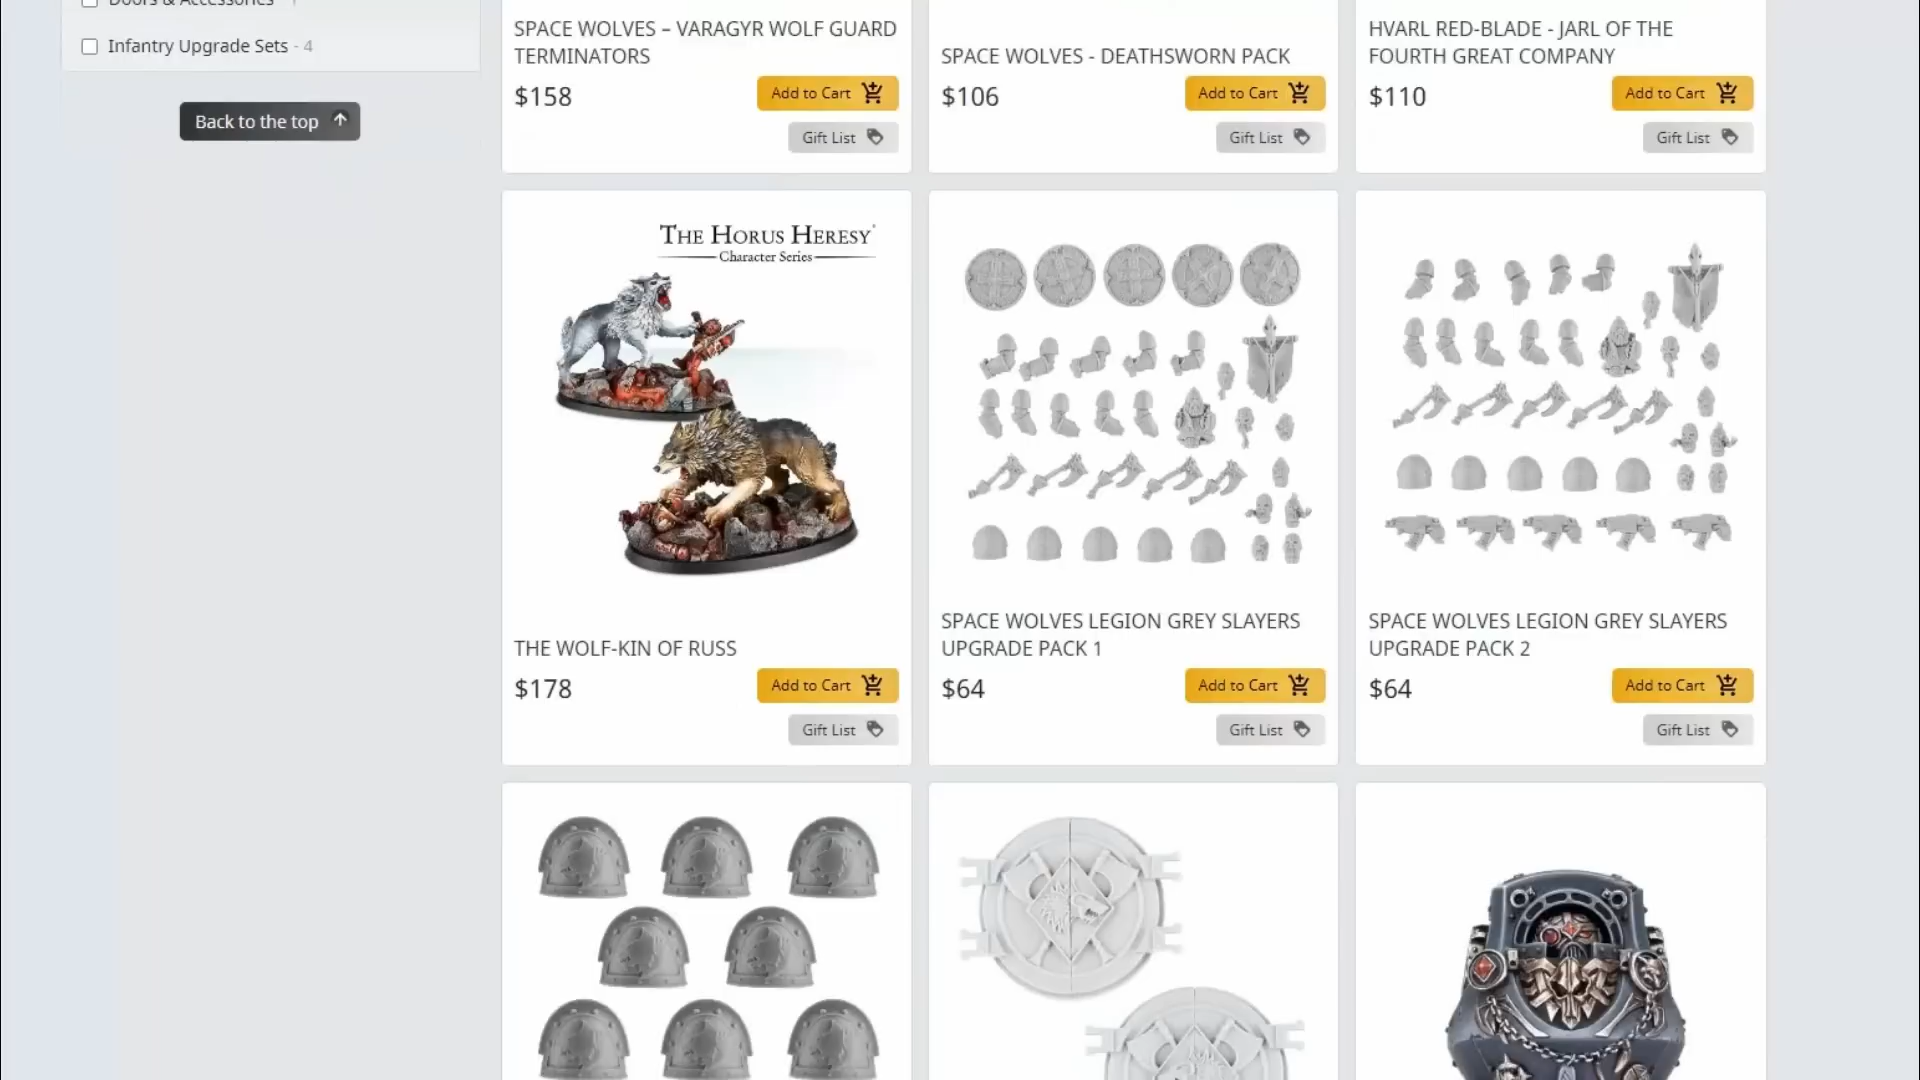 Doors & Accessories
Infantry Upgrade Sets - 4
Back to the top
SPACE WOLVES – VARAGYR WOLF GUARD
TERMINATORS
$158
Add to Cart
Gift List
SPACE WOLVES - DEATHSWORN PACK
$106
Add to Cart
Gift List
HVARL RED-BLADE - JARL OF THE
FOURTH GREAT COMPANY
$110
Add to Cart
Gift List
THE HORUS HERESY
Character Series
THE WOLF-KIN OF RUSS
$178
Add to Cart
Gift List
SPACE WOLVES LEGION GREY SLAYERS
UPGRADE PACK 1
$64
Add to Cart
Gift List
SPACE WOLVES LEGION GREY SLAYERS
UPGRADE PACK 2
$64
Add to Cart
Gift List